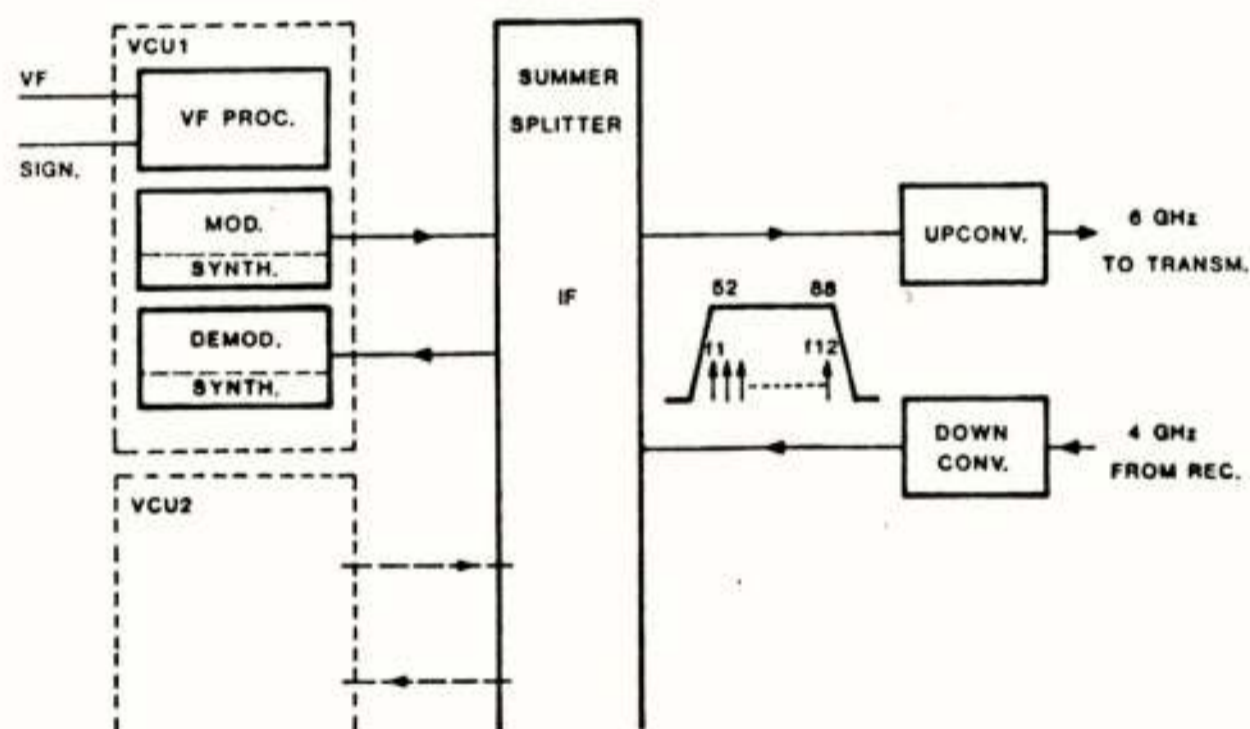 VCU1
VF
VF PROC.
SIGN.
MOD.
SYNTH.
DEMOD.
SYNTH.
VCU2
SUMMER
SPLITTER
IF
UPCONV.
6 GHz
TO TRANSM.
52 88
f1 f12
DOWN
CONV.
4 GHz
FROM REC.